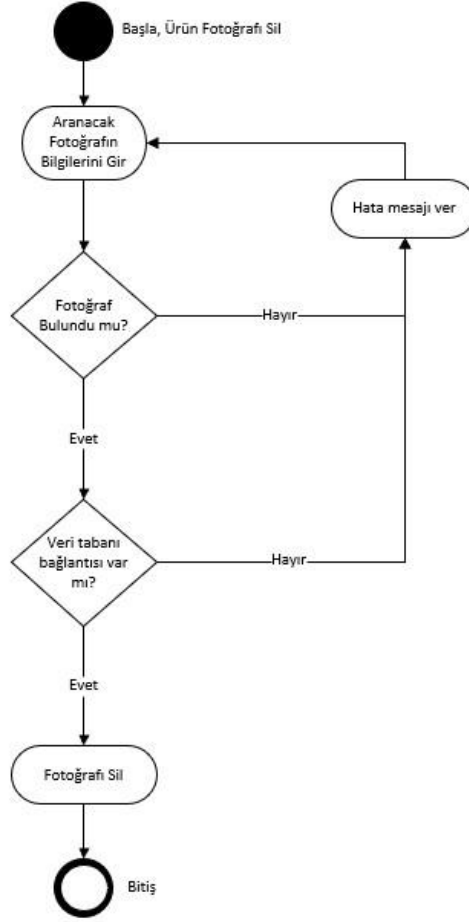 Başla, Ürün Fotoğrafı Sil
Aranacak
Fotoğrafın
Bilgilerini Gir
Hata mesajı ver
Fotoğraf
Bulundu mu?
Hayır
Evet
Veri tabanı
bağlantısı var
mı?
Hayır
Evet
Fotoğrafı Sil
Bitiş